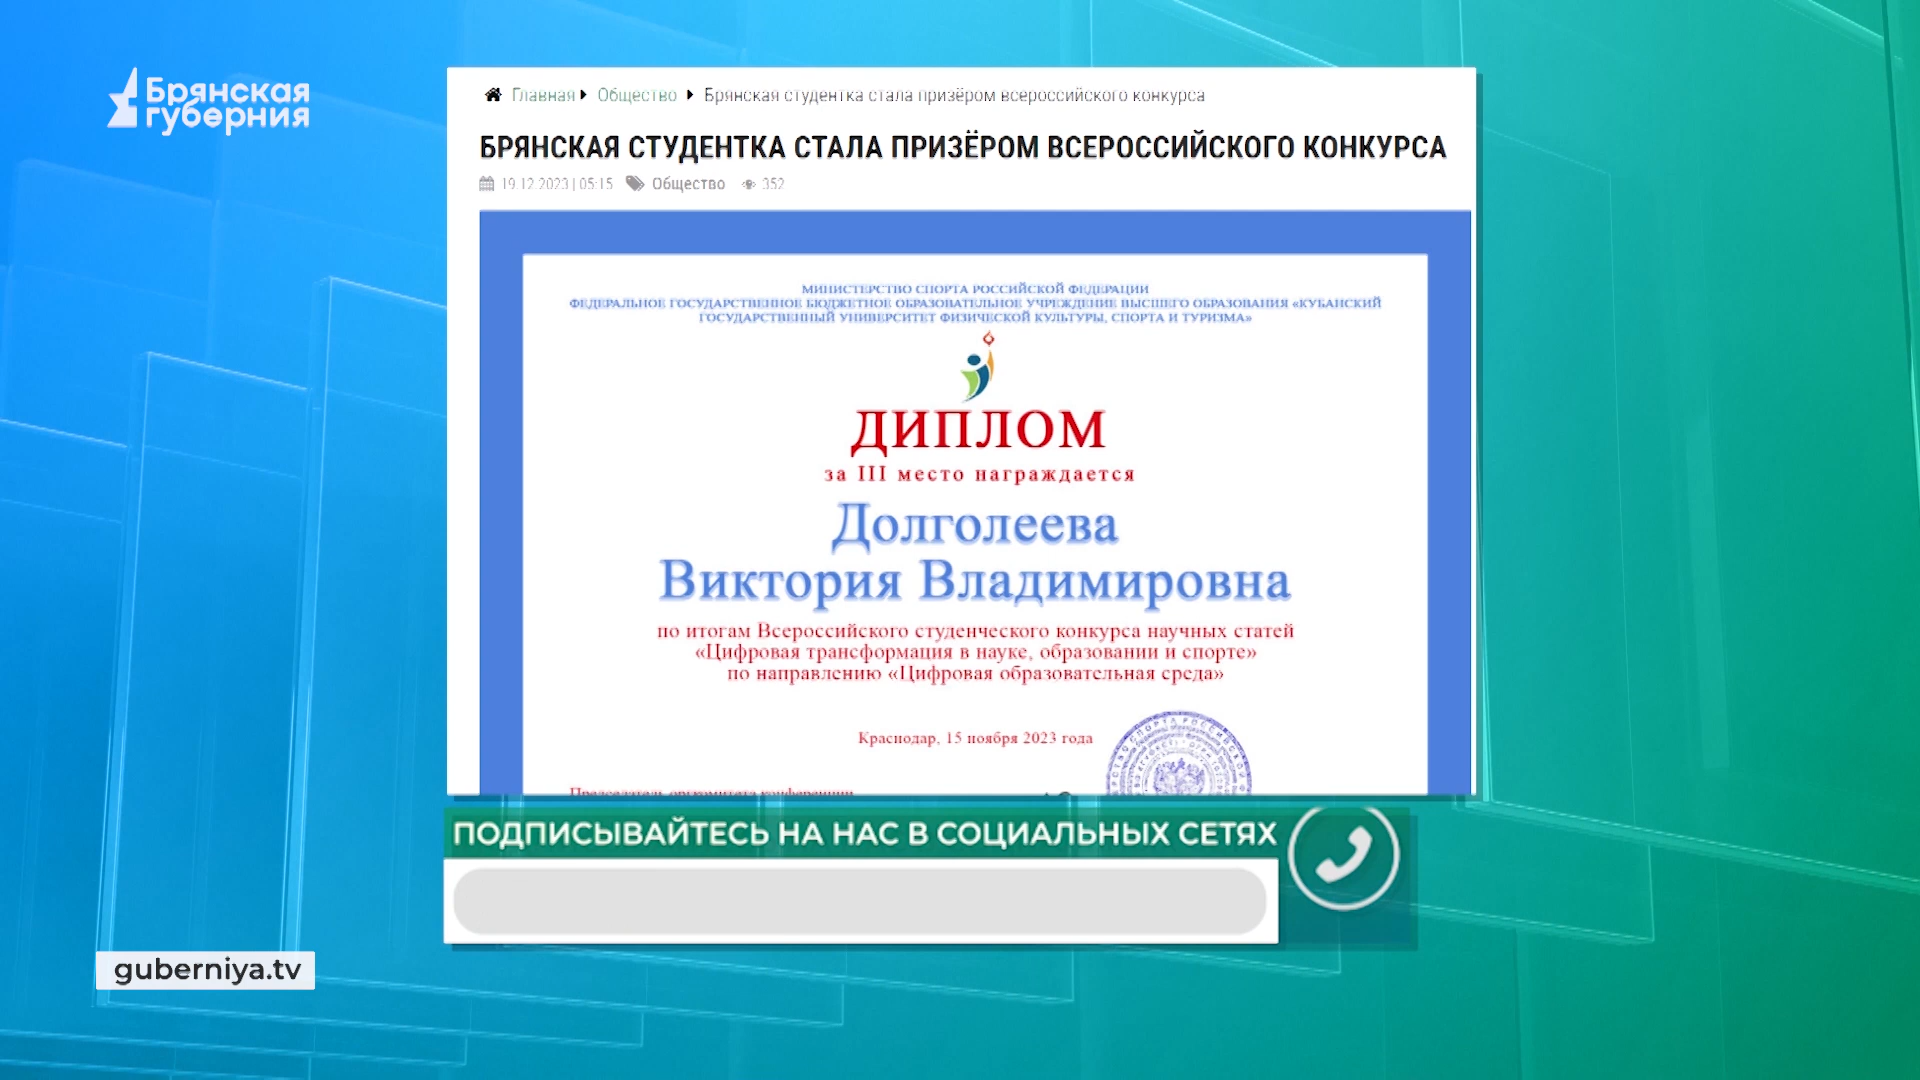 Брянская
губерния
Главная Общество Брянская студентка стала призёром всероссийского конкурса
БРЯНСКАЯ СТУДЕНТКА СТАЛА ПРИЗЁРОМ ВСЕРОССИЙСКОГО КОНКУРСА
19.12.2023 | 05:15 Общество 352
МИНИСТЕРСТВО СПОРТА РОССИЙСКОЙ ФЕДЕРАЦИИ
ФЕДЕРАЛЬНОЕ ГОСУДАРСТВЕННОЕ БЮДЖЕТНОЕ ОБРАЗОВАТЕЛЬНОЕ УЧРЕЖДЕНИЕ ВЫСШЕГО ОБРАЗОВАНИЯ «КУБАНСКИЙ
ГОСУДАРСТВЕННЫЙ УНИВЕРСИТЕТ ФИЗИЧЕСКОЙ КУЛЬТУРЫ, СПОРТА И ТУРИЗМА»
ДИПЛОМ
за III место награждается
Долголеева
Виктория Владимировна
по итогам Всероссийского студенческого конкурса научных статей
«Цифровая трансформация в науке, образовании и спорте»
по направлению «Цифровая образовательная среда»
Краснодар, 15 ноября 2023 года
Председатель оргкомитета конференции
ПОДПИСЫВАЙТЕСЬ НА НАС В СОЦИАЛЬНЫХ СЕТЯХ
guberniya.tv